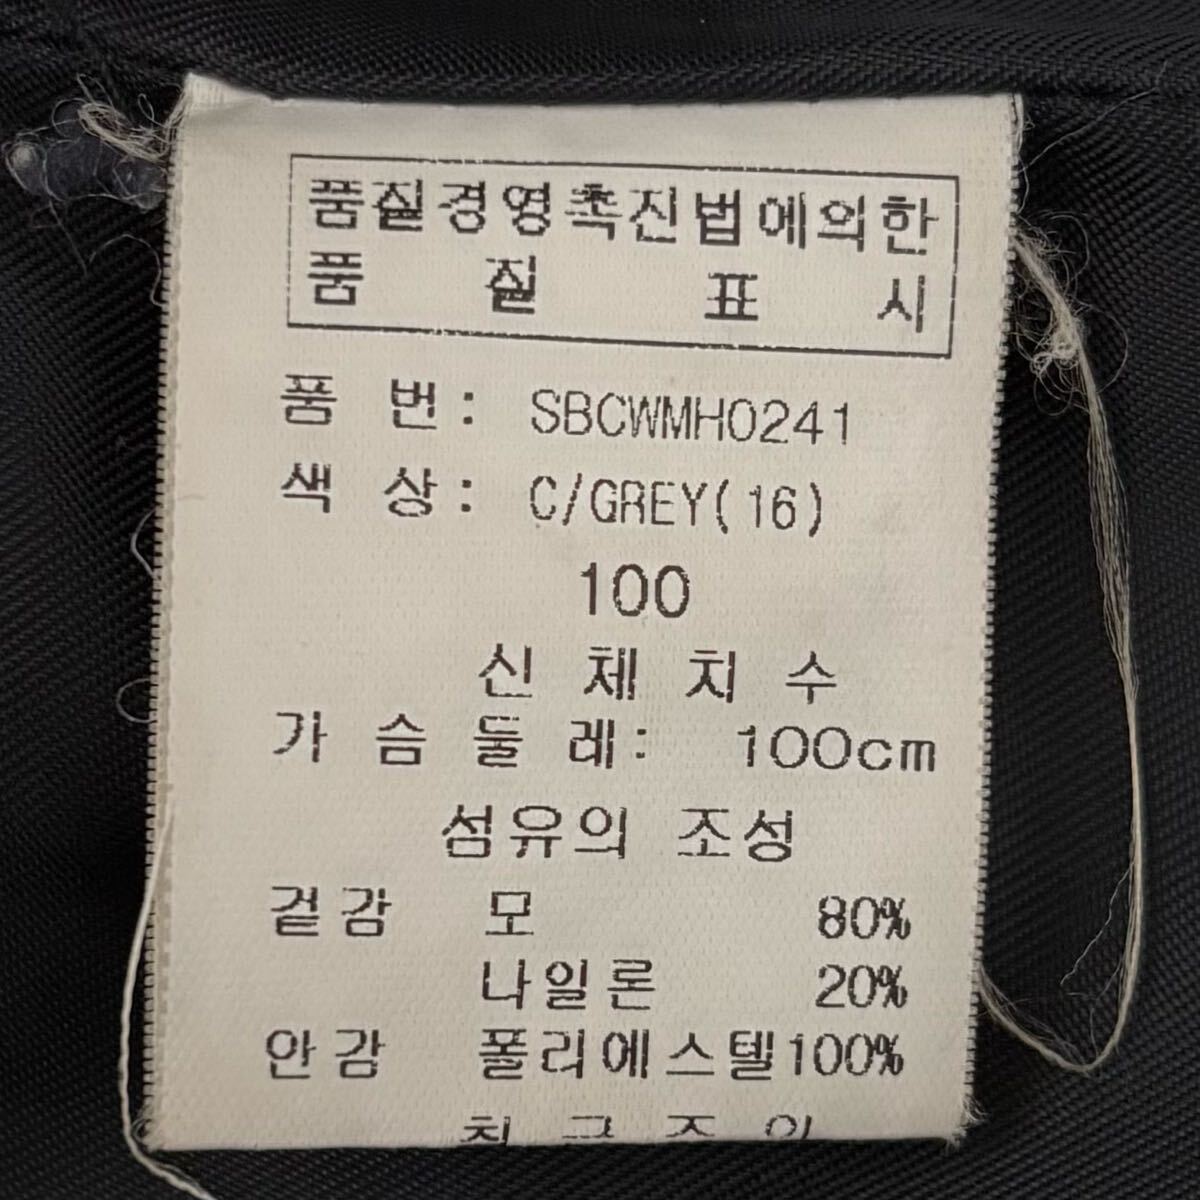 품질경영촉진법에의한
품 질 표 시
품 번: SBCWMH0241
색 상: C/GREY(16)
100
신 체 치 수
가 슴 둘 레: 100cm
섬유의 조성
겉감 모 80%
나일론 20%
안감 폴리에스텔100%